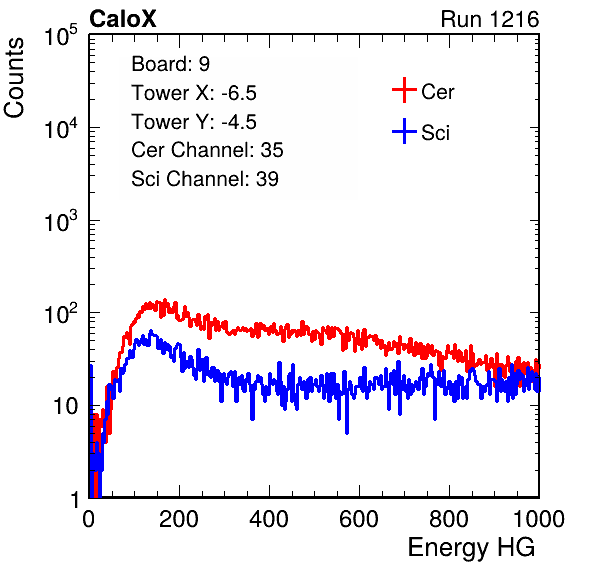 CaloX Run 1216
Counts
10^5
10^4
10^3
10^2
10
1
Board: 9
Tower X: -6.5
Tower Y: -4.5
Cer Channel: 35
Sci Channel: 39
Cer
Sci
0 200 400 600 800 1000
Energy HG